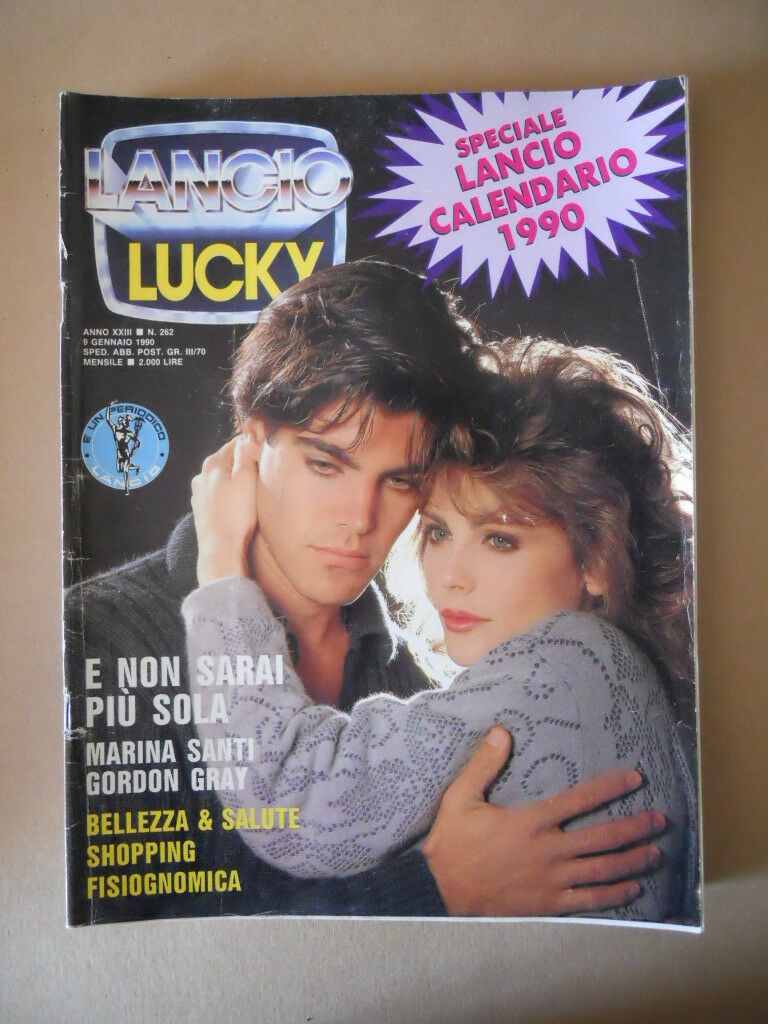 LANCIO
LUCKY
SPECIALE
LANCIO
CALENDARIO
1990
ANNO XXIII ■ N. 262
9 GENNAIO 1990
SPED. ABB. POST. GR. III/70
MENSILE ■ 2.000 LIRE
E' UN PERIODICO
LANCIO
E NON SARAI
PIÙ SOLA
MARINA SANTI
GORDON GRAY
BELLEZZA & SALUTE
SHOPPING
FISIOGNOMICA